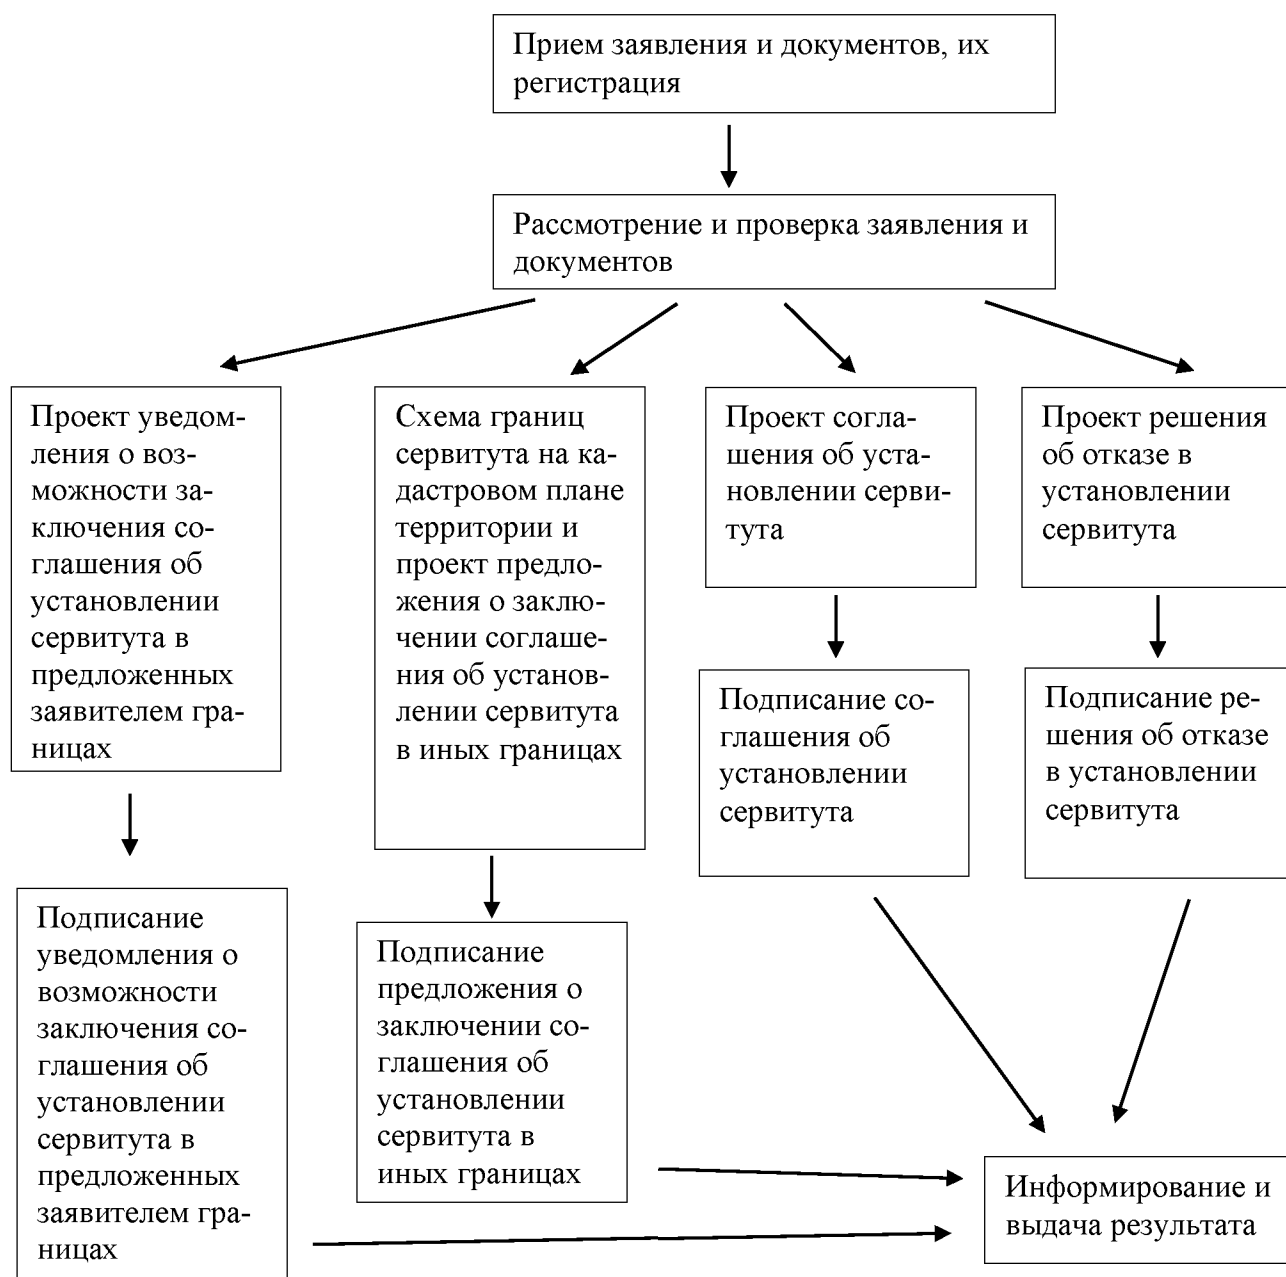 Прием заявления и документов, их
регистрация
Рассмотрение и проверка заявления и
документов
Проект уведом-
ления о воз-
можности за-
ключения со-
глашения об
установлении
сервитута в
предложенных
заявителем гра-
ницах
Схема границ
сервитута на ка-
дастровом плане
территории и
проект предло-
жения о заклю-
чении соглаше-
ния об установ-
лении сервитута
в иных границах
Проект согла-
шения об уста-
новлении серви-
тута
Проект решения
об отказе в
установлении
сервитута
Подписание со-
глашения об
установлении
сервитута
Подписание ре-
шения об отказе
в установлении
сервитута
Подписание
уведомления о
возможности
заключения со-
глашения об
установлении
сервитута в
предложенных
заявителем гра-
ницах
Подписание
предложения о
заключении со-
глашения об
установлении
сервитута в
иных границах
Информирование и
выдача результата